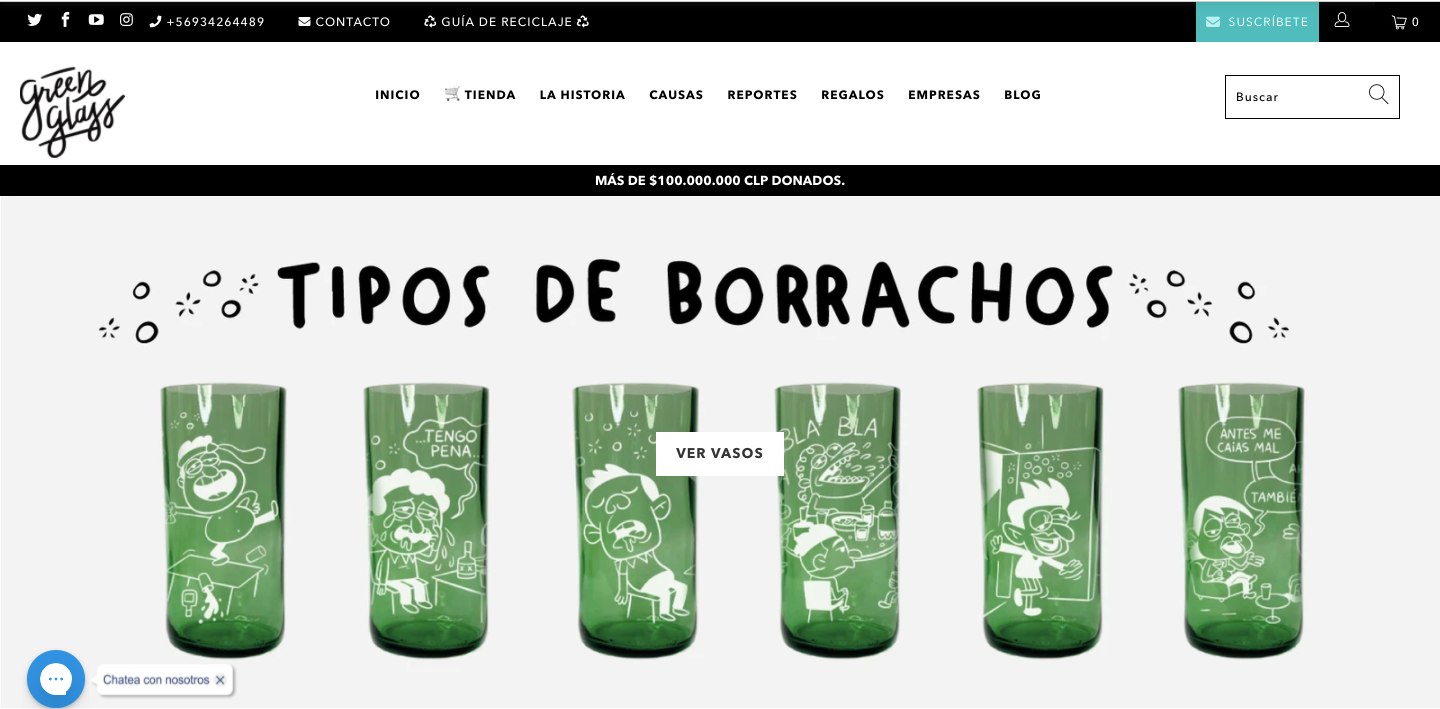 +56934264489 CONTACTO GUÍA DE RECICLAJE SUSCRÍBETE 0
green
glass
INICIO TIENDA LA HISTORIA CAUSAS REPORTES REGALOS EMPRESAS BLOG
Buscar
MÁS DE $100.000.000 CLP DONADOS.
TIPOS DE BORRACHOS
...TENGO
PENA...
BLA BLA
ANTES ME
CAÍAS MAL
TAMBIÉN
VER VASOS
Chatea con nosotros